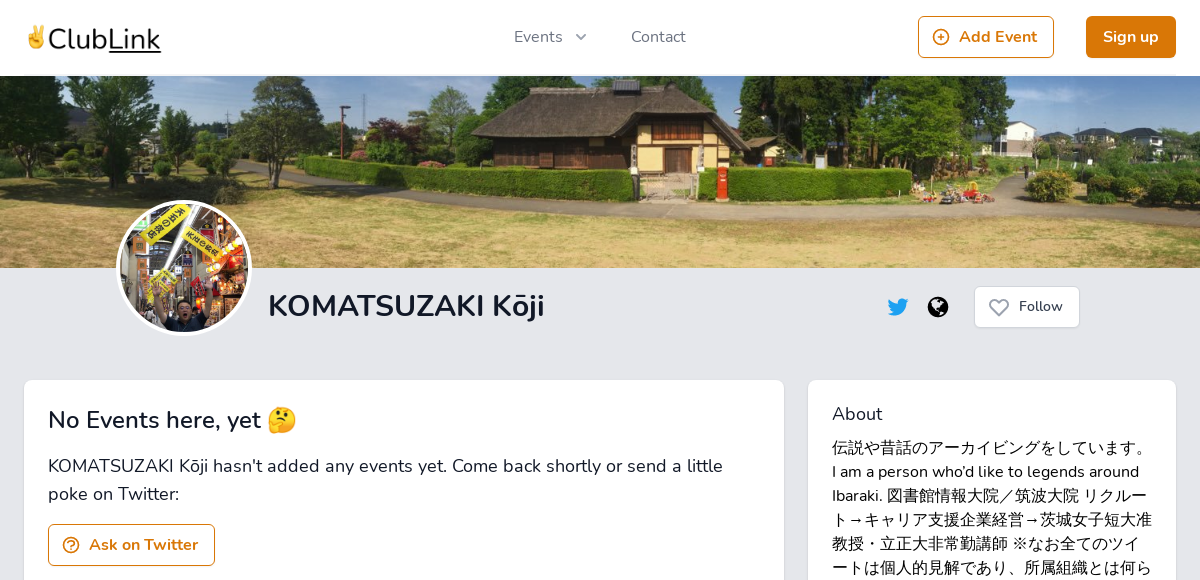 ClubLink
Events
Contact
Add Event
Sign up
KOMATSUZAKI Kōji
Follow
No Events here, yet 🤔
KOMATSUZAKI Kōji hasn't added any events yet. Come back shortly or send a little
poke on Twitter:
Ask on Twitter
About
伝説や昔話のアーカイビングをしています。
I am a person who’d like to legends around
Ibaraki. 図書館情報大院／筑波大院 リクルー
ト→キャリア支援企業経営→茨城女子短大准
教授・立正大非常勤講師 ※なお全てのツイ
ートは個人的見解であり、所属組織とは何ら